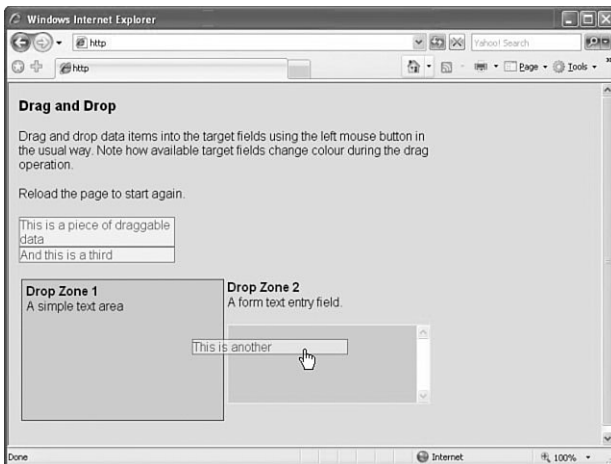 Windows Internet Explorer
http
Yahoo! Search
http
Page
Tools
Drag and Drop
Drag and drop data items into the target fields using the left mouse button in
the usual way. Note how available target fields change colour during the drag
operation.
Reload the page to start again.
This is a piece of draggable
data
And this is a third
Drop Zone 1
A simple text area
Drop Zone 2
A form text entry field.
This is another
Done
Internet
100%